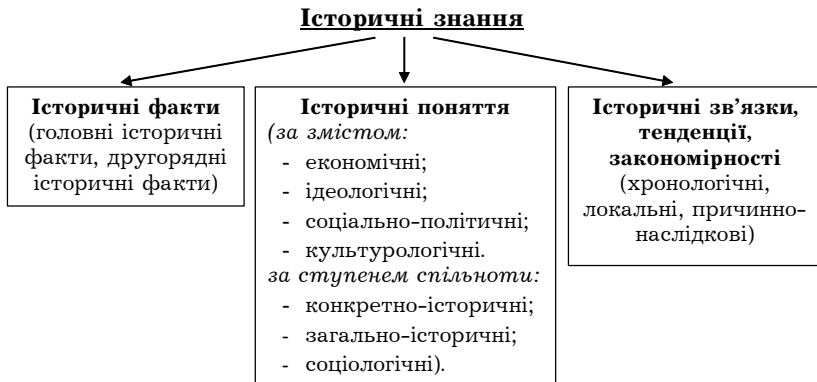 Історичні знання
Історичні факти
(головні історичні
факти, другорядні
історичні факти)
Історичні поняття
(за змістом:
- економічні;
- ідеологічні;
- соціально-політичні;
- культурологічні.
за ступенем спільноти:
- конкретно-історичні;
- загально-історичні;
- соціологічні).
Історичні зв’язки,
тенденції,
закономірності
(хронологічні,
локальні, причинно-
наслідкові)